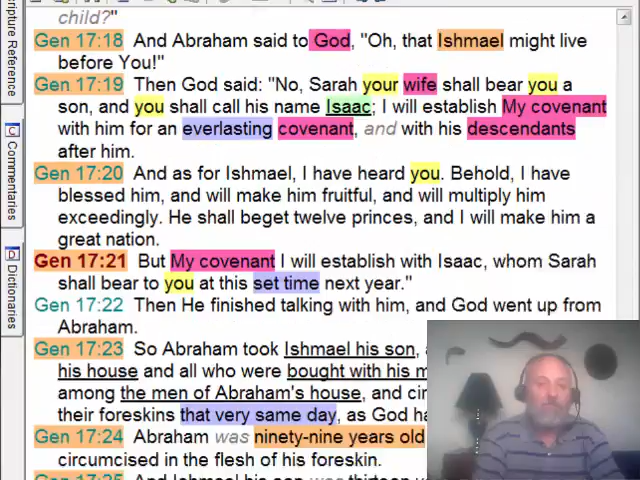 child?"
Gen 17:18 And Abraham said to God, "Oh, that Ishmael might live
before You!"
Gen 17:19 Then God said: "No, Sarah your wife shall bear you a
son, and you shall call his name Isaac; I will establish My covenant
with him for an everlasting covenant, and with his descendants
after him.
Gen 17:20 And as for Ishmael, I have heard you. Behold, I have
blessed him, and will make him fruitful, and will multiply him
exceedingly. He shall beget twelve princes, and I will make him a
great nation.
Gen 17:21 But My covenant I will establish with Isaac, whom Sarah
shall bear to you at this set time next year."
Gen 17:22 Then He finished talking with him, and God went up from
Abraham.
Gen 17:23 So Abraham took Ishmael his son,
his house and all who were bought with his
among the men of Abraham's house, and
their foreskins that very same day, as God
Gen 17:24 Abraham was ninety-nine years old
circumcised in the flesh of his foreskin.
And Ishmael his son was
Reference
Commentaries
Dictionaries